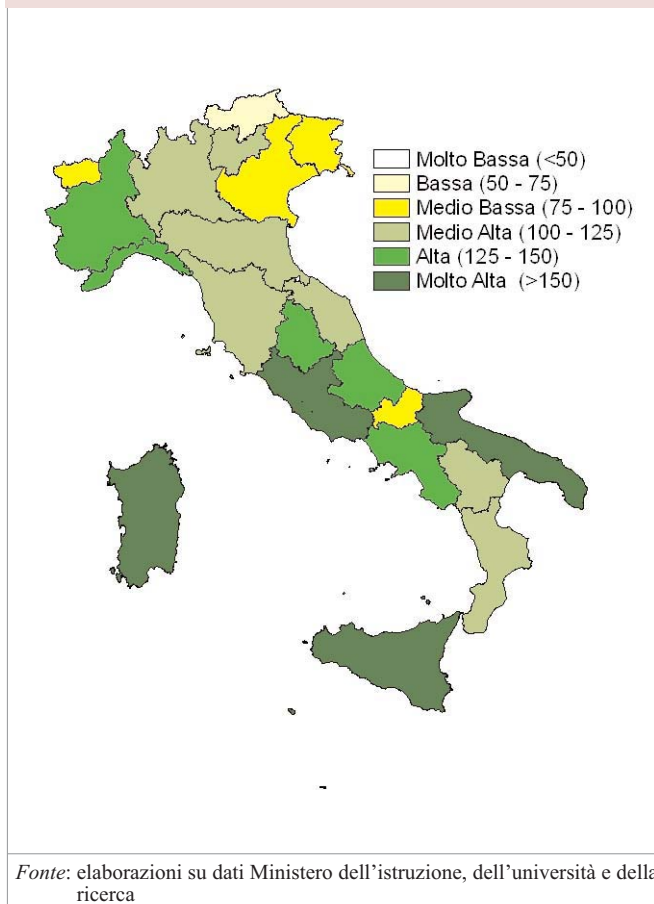 Molto Bassa (<50)
Bassa (50 - 75)
Medio Bassa (75 - 100)
Medio Alta (100 - 125)
Alta (125 - 150)
Molto Alta (>150)
Fonte: elaborazioni su dati Ministero dell'istruzione, dell'università e della
ricerca